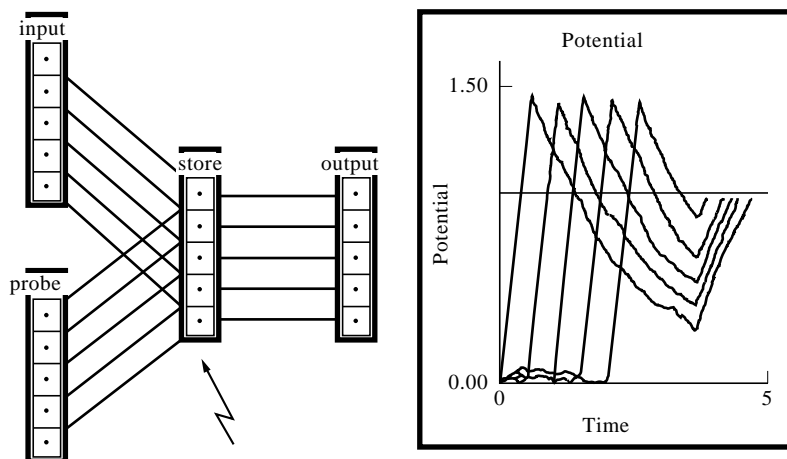 input
probe
store
output
Potential
1.50
Potential
0.00
0
5
Time